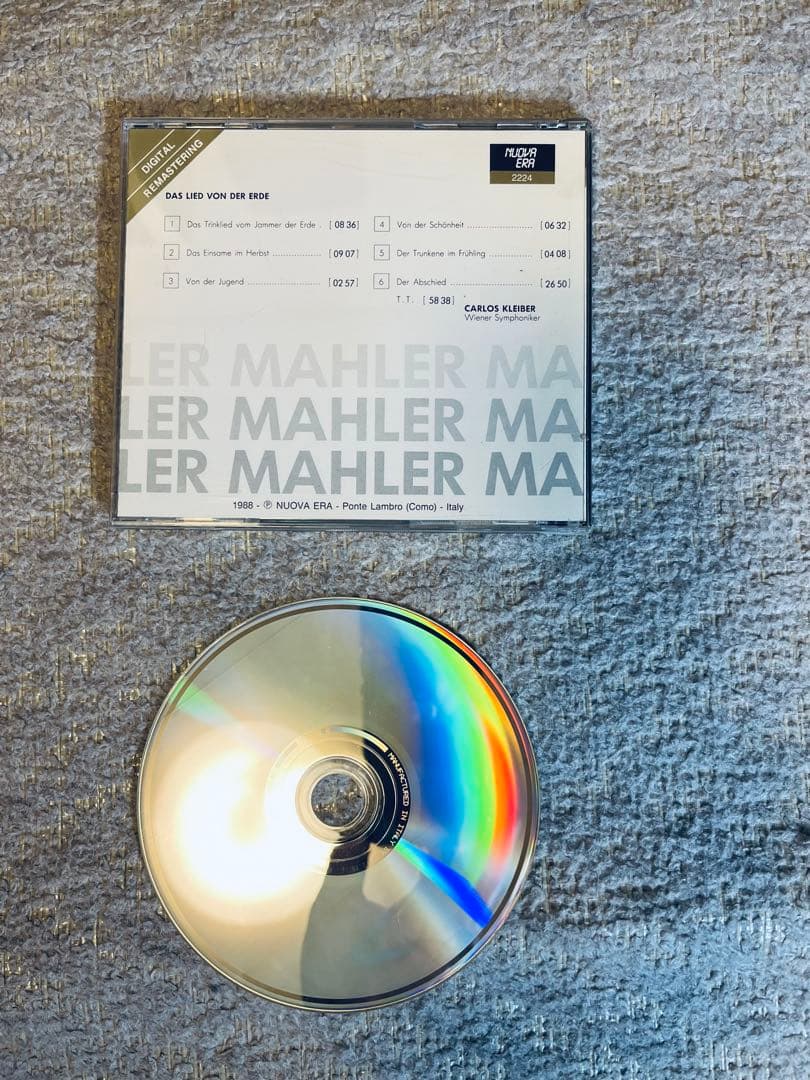 DIGITAL
REMASTERING
NUOVA
ERA
2224
DAS LIED VON DER ERDE
1 Das Trinklied vom Jammer der Erde . [ 08 36 ]
2 Das Einsame im Herbst .................. [ 09 07 ]
3 Von der Jugend ........................... [ 02 57 ]
4 Von der Schönheit ........................ [ 06 32 ]
5 Der Trunkene im Frühling ................ [ 04 08 ]
6 Der Abschied ............................. [ 26 50 ]
T.T. [ 58 38 ]
CARLOS KLEIBER
Wiener Symphoniker
LER MAHLER MA
LER MAHLER MA
LER MAHLER MA
1988 - ℗ NUOVA ERA - Ponte Lambro (Como) - Italy
MANUFACTURED IN ITALY